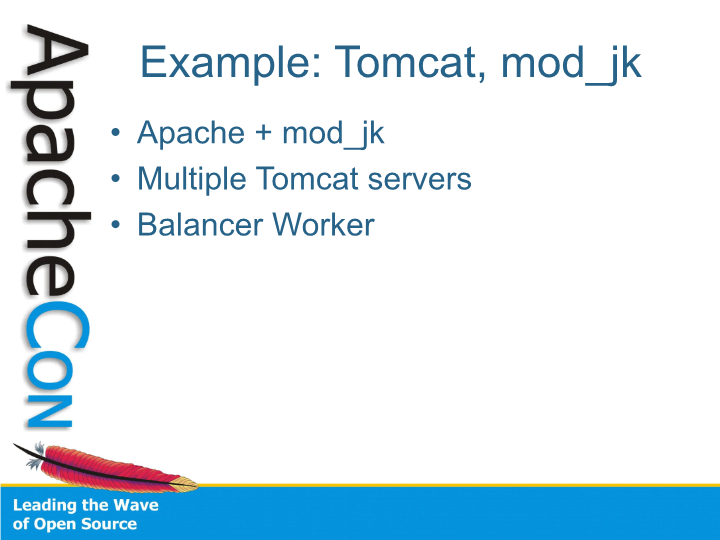 ApacheCon
Example: Tomcat, mod_jk
• Apache + mod_jk
• Multiple Tomcat servers
• Balancer Worker
Leading the Wave
of Open Source